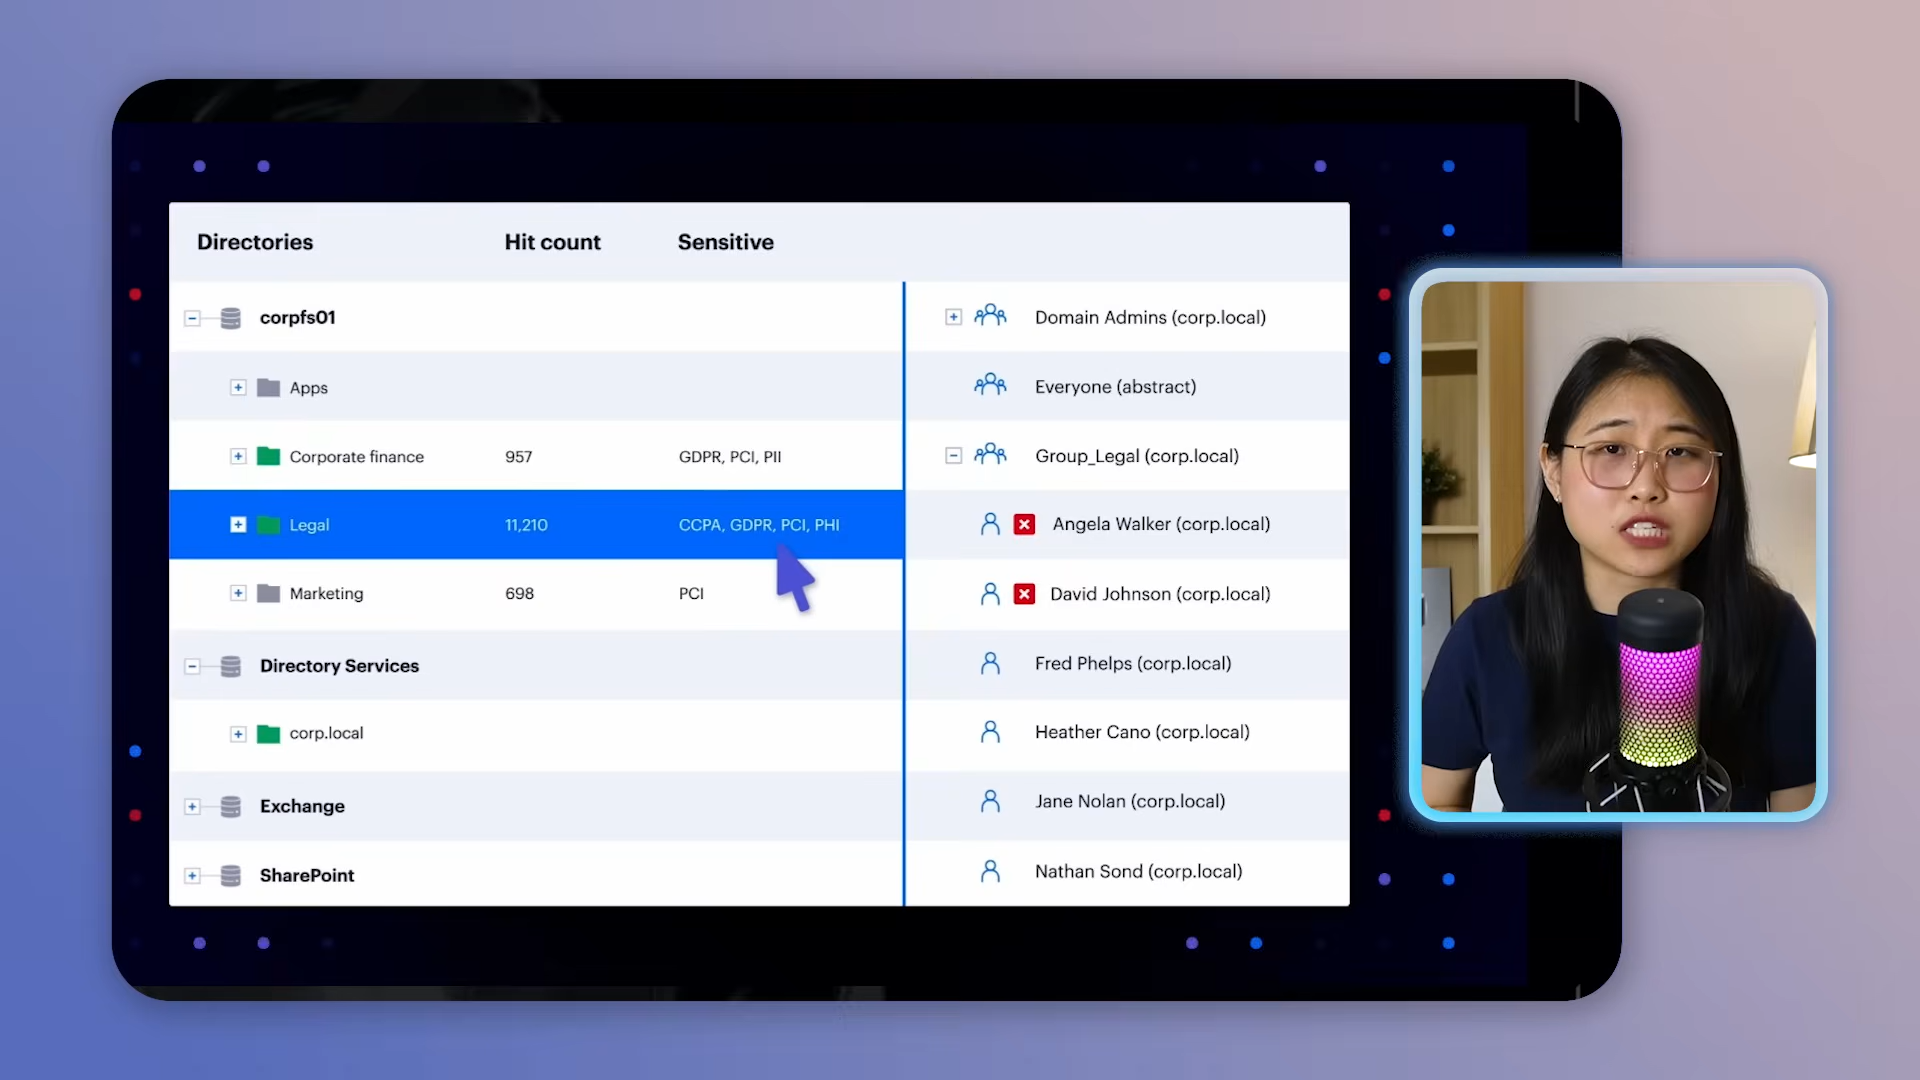 Directories Hit count Sensitive
corpfs01
Apps
Corporate finance 957 GDPR, PCI, PII
Legal 11,210 CCPA, GDPR, PCI, PHI
Marketing 698 PCI
Directory Services
corp.local
Exchange
SharePoint
Domain Admins (corp.local)
Everyone (abstract)
Group_Legal (corp.local)
Angela Walker (corp.local)
David Johnson (corp.local)
Fred Phelps (corp.local)
Heather Cano (corp.local)
Jane Nolan (corp.local)
Nathan Sond (corp.local)